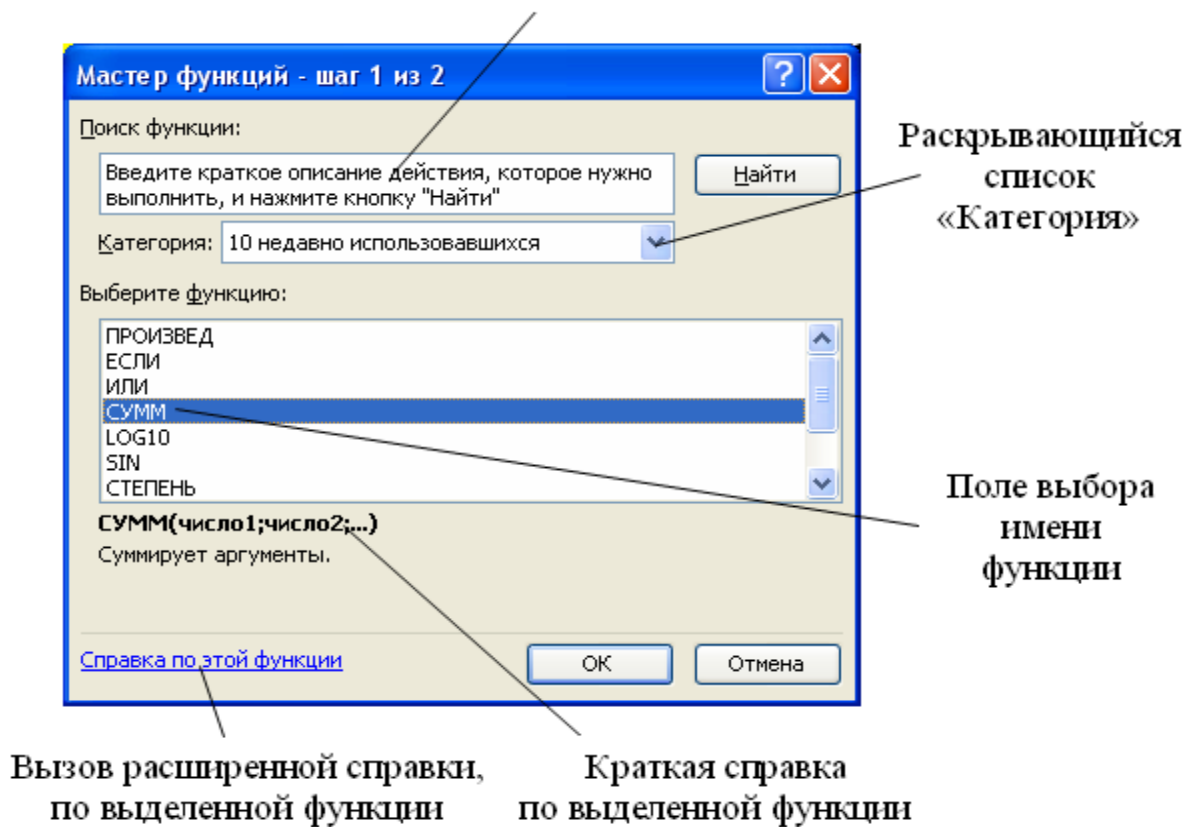 Мастер функций - шаг 1 из 2
Поиск функции:
Введите краткое описание действия, которое нужно
выполнить, и нажмите кнопку "Найти"
Найти
Категория: 10 недавно использовавшихся
Выберите функцию:
ПРОИЗВЕД
ЕСЛИ
ИЛИ
СУММ
LOG10
SIN
СТЕПЕНЬ
СУММ(число1;число2;...)
Суммирует аргументы.
Справка по этой функции
ОК
Отмена
Раскрывающийся
список
«Категория»
Поле выбора
имени
функции
Вызов расширенной справки,
по выделенной функции
Краткая справка
по выделенной функции